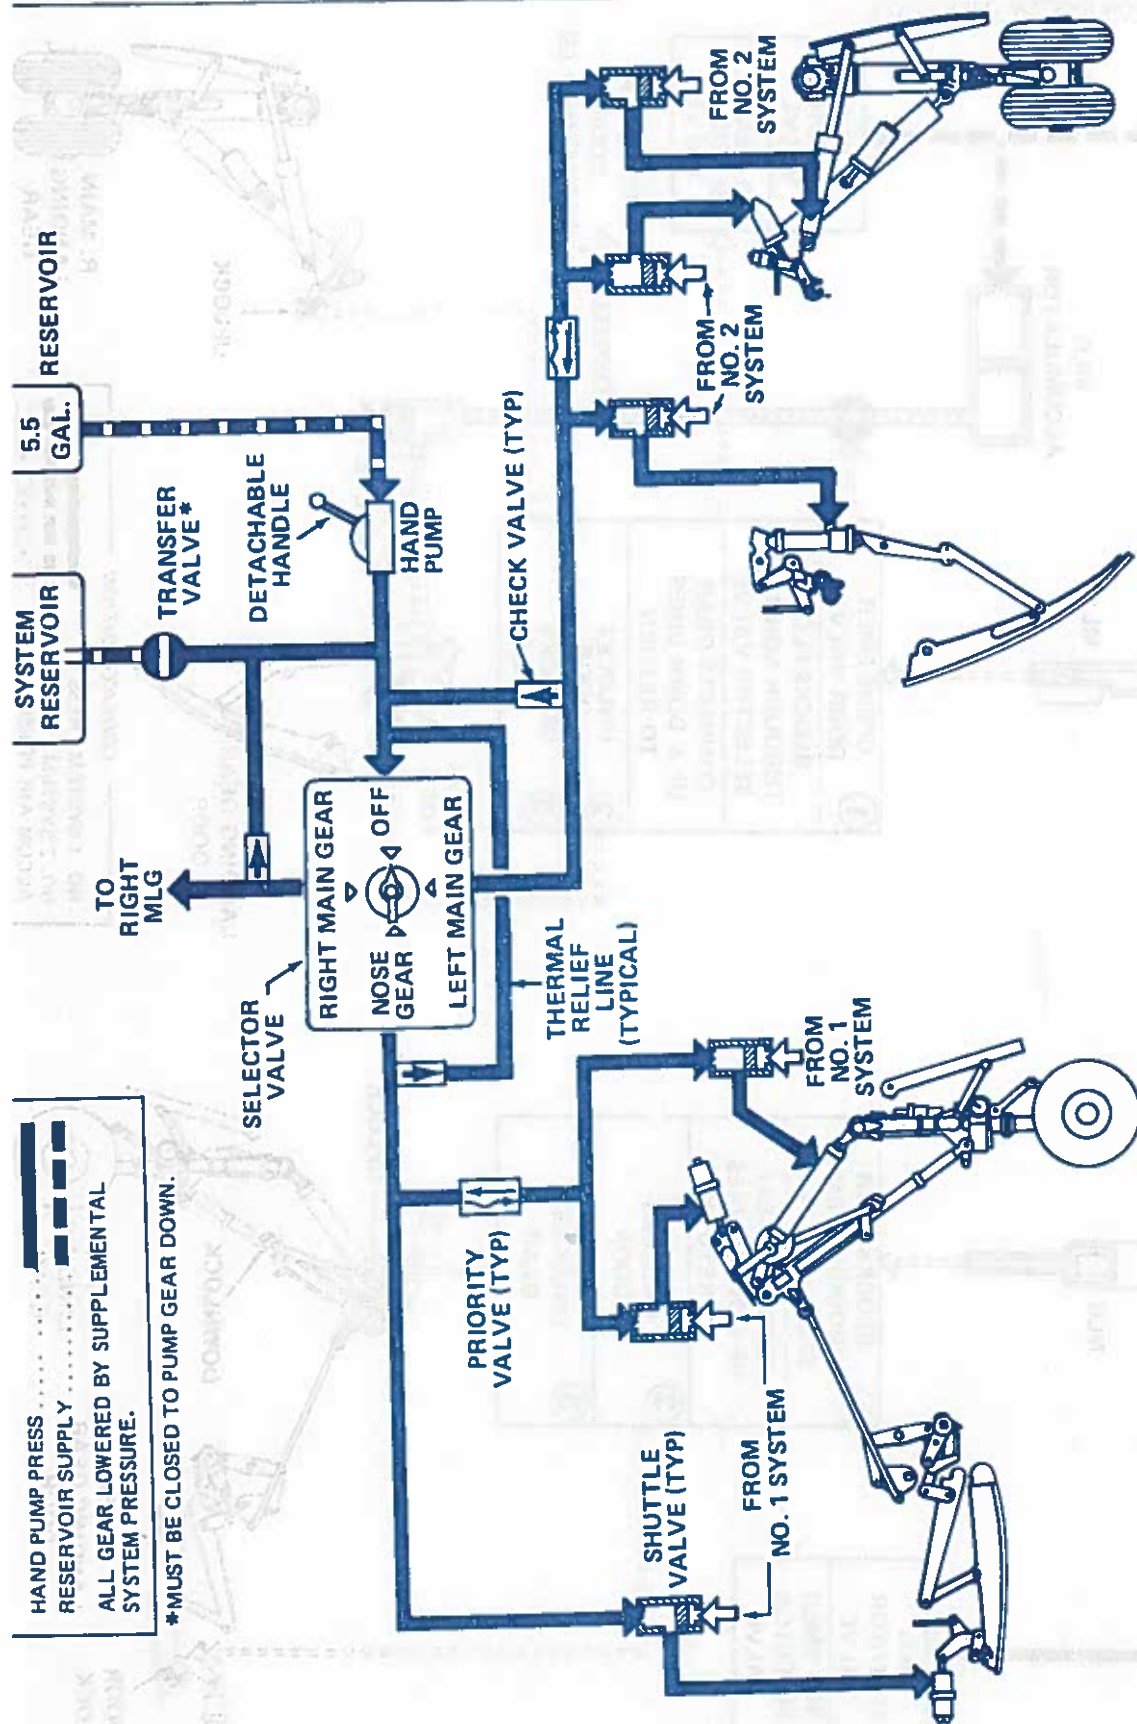 HAND PUMP PRESS.....
RESERVOIR SUPPLY.........
ALL GEAR LOWERED BY SUPPLEMENTAL
SYSTEM PRESSURE.
*MUST BE CLOSED TO PUMP GEAR DOWN.
SYSTEM
RESERVOIR
5.5
GAL.
RESERVOIR
TRANSFER
VALVE*
DETACHABLE
HANDLE
HAND
PUMP
TO
RIGHT
MLG
SELECTOR
VALVE
RIGHT MAIN GEAR
NOSE
GEAR
OFF
LEFT MAIN GEAR
CHECK VALVE (TYP)
THERMAL
RELIEF
LINE
(TYPICAL)
PRIORITY
VALVE (TYP)
SHUTTLE
VALVE (TYP)
FROM
NO. 1 SYSTEM
FROM
NO. 1
SYSTEM
FROM
NO. 2
SYSTEM
FROM
NO. 2
SYSTEM